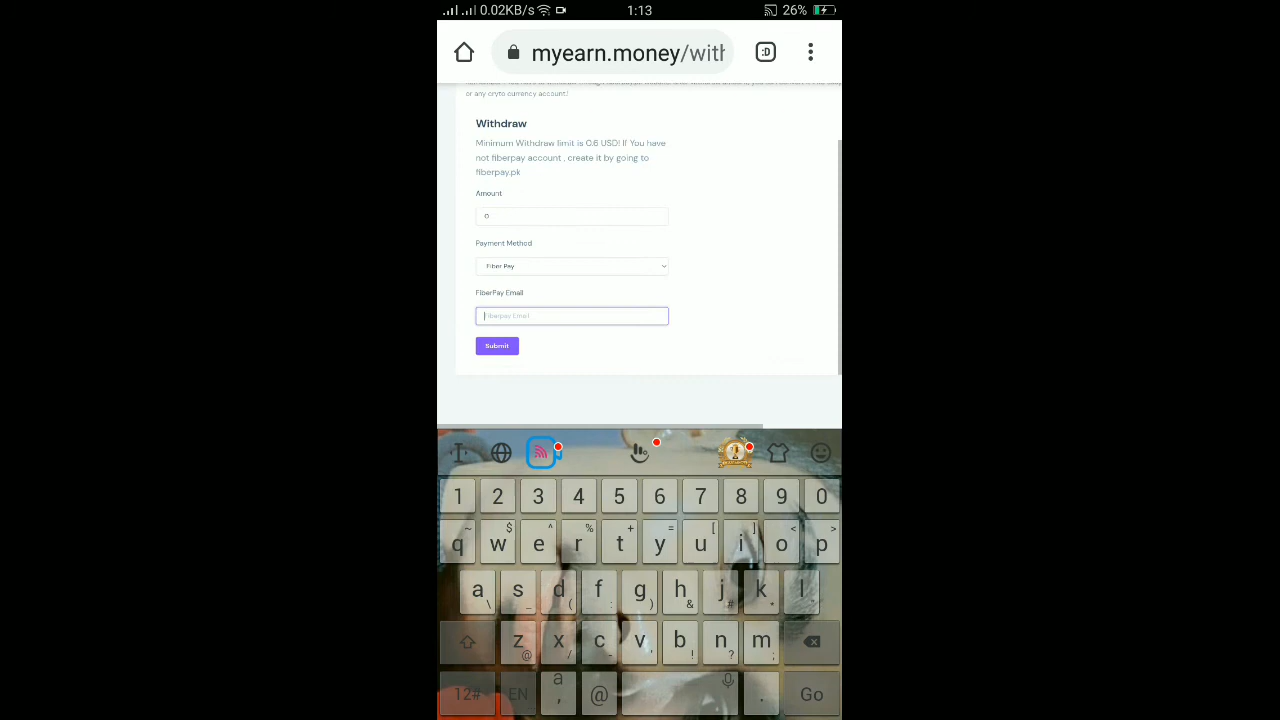 0.02KB/s 1:13 26%
myearn.money/with
:D
or any cryto currency account!
Withdraw
Minimum Withdraw limit is 0.6 USD! If You have
not fiberpay account , create it by going to
fiberpay.pk
Amount
0
Payment Method
Fiber Pay
FiberPay Email
Fiberpay Email
Submit
1 2 3 4 5 6 7 8 9 0
~ $ ^ % + = [ ] < >
q w e r t y u i o p
a s d f g h j k l
\ _ ( : ) & # * "
z x c v b n m
@ / - ' ! ? ;
12# EN a , @ . Go